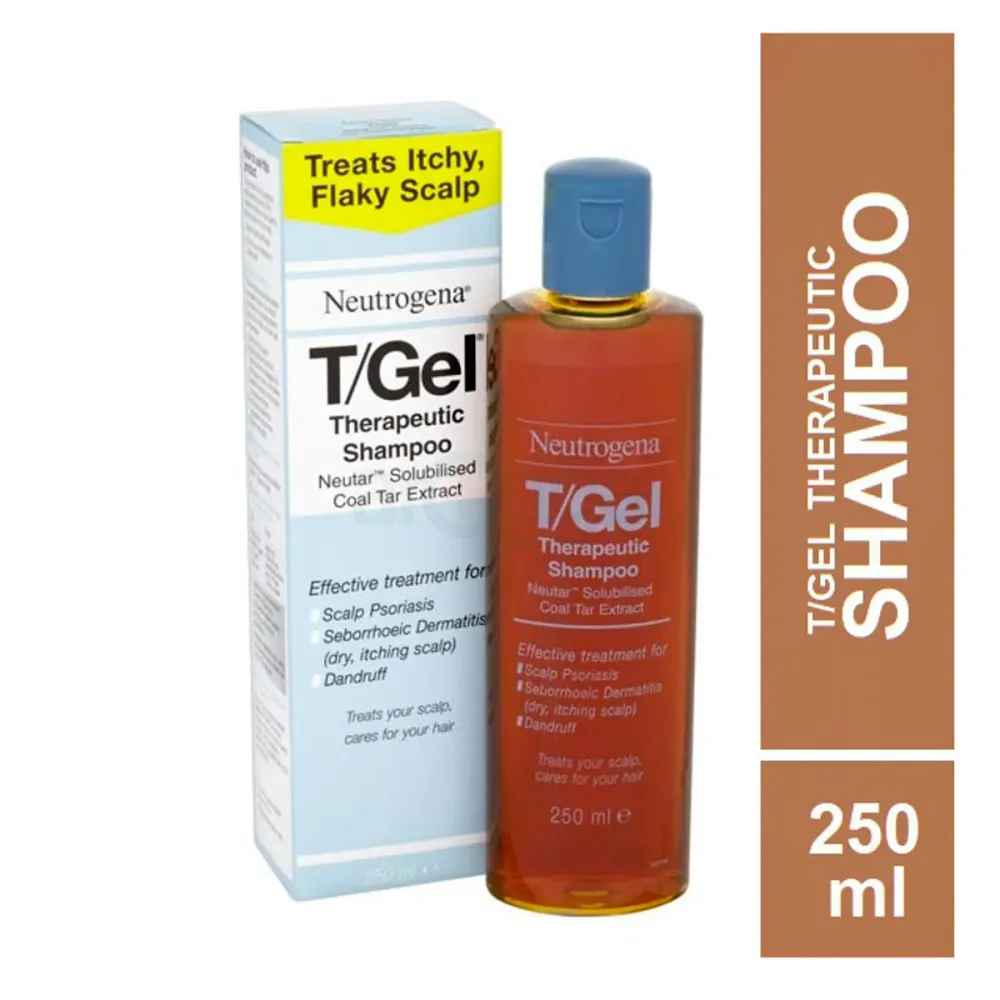 Treats Itchy,
Flaky Scalp
Neutrogena®
T/Gel®
Therapeutic
Shampoo
Neutar™ Solubilised
Coal Tar Extract
Effective treatment for
Scalp Psoriasis
Seborrhoeic Dermatitis
(dry, itching scalp)
Dandruff
Treats your scalp,
cares for your hair
250 ml
Neutrogena
T/Gel
Therapeutic
Shampoo
Neutar™ Solubilised
Coal Tar Extract
Effective treatment for
Scalp Psoriasis
Seborrhoeic Dermatitis
(dry, itching scalp)
Dandruff
Treats your scalp,
cares for your hair
250 ml e
T/GEL THERAPEUTIC
SHAMPOO
250
ml